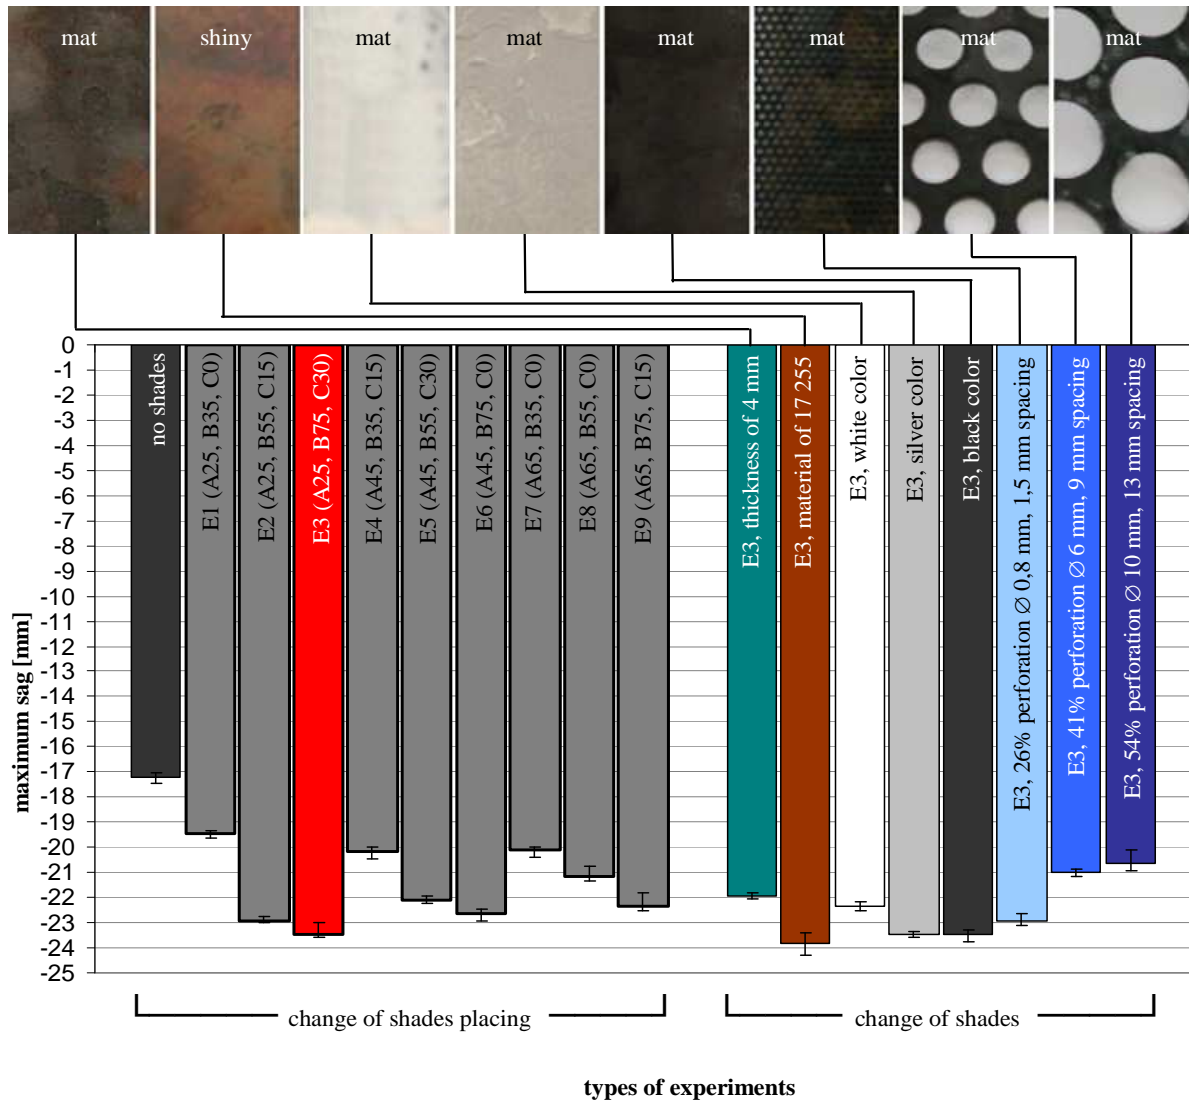 mat
shiny
mat
mat
mat
mat
mat
mat
0
-1
-2
-3
-4
-5
-6
-7
-8
-9
-10
-11
-12
-13
-14
-15
-16
-17
-18
-19
-20
-21
-22
-23
-24
-25
maximum sag [mm]
no shades
E1 (A25, B35, C0)
E2 (A25, B55, C15)
E3 (A25, B75, C30)
E4 (A45, B35, C15)
E5 (A45, B55, C30)
E6 (A45, B75, C0)
E7 (A65, B35, C0)
E8 (A65, B55, C0)
E9 (A65, B75, C15)
E3, thickness of 4 mm
E3, material of 17 255
E3, white color
E3, silver color
E3, black color
E3, 26% perforation ∅ 0,8 mm, 1,5 mm spacing
E3, 41% perforation ∅ 6 mm, 9 mm spacing
E3, 54% perforation ∅ 10 mm, 13 mm spacing
change of shades placing
change of shades
types of experiments